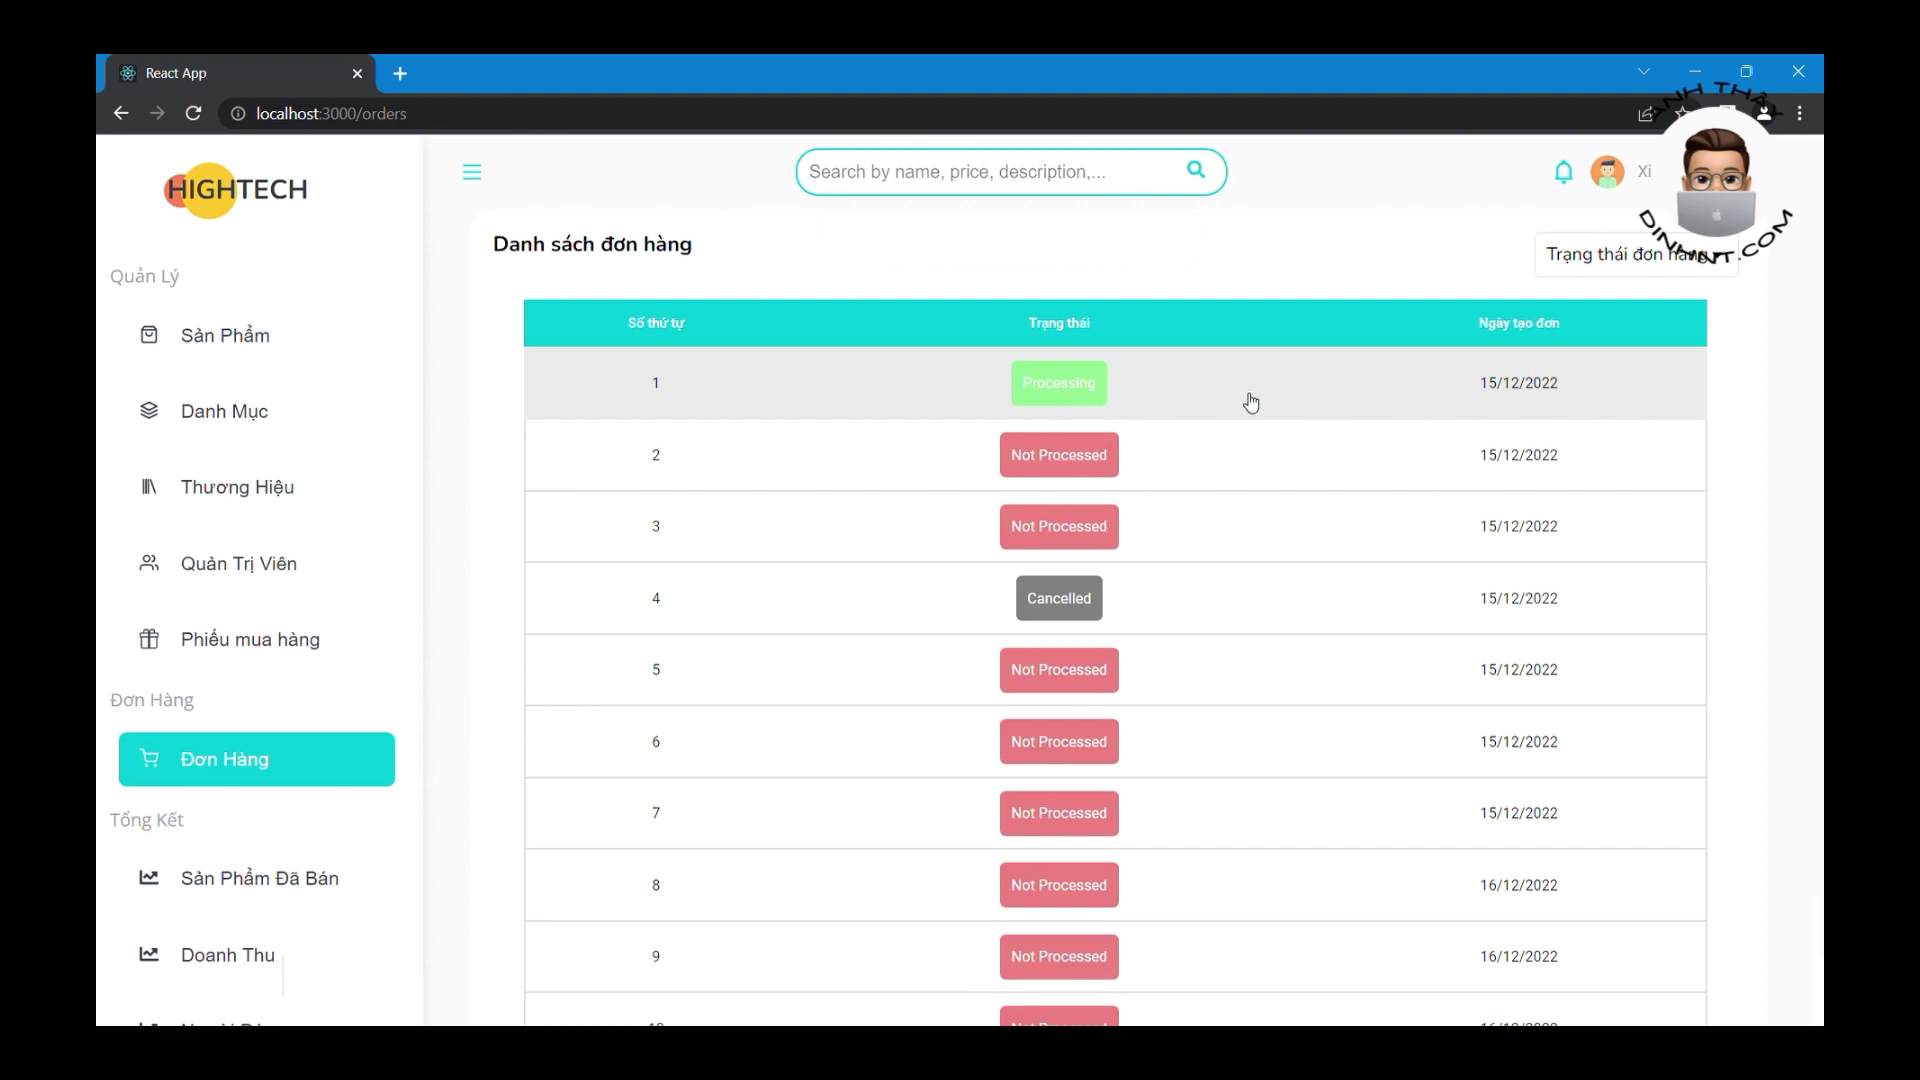 React App
localhost:3000/orders
ANH THẦY
DINHNT.COM
HIGHTECH
Search by name, price, description,...
Xi
Danh sách đơn hàng
Trạng thái đơn hàng
Quản Lý
Sản Phẩm
Danh Mục
Thương Hiệu
Quản Trị Viên
Phiếu mua hàng
Đơn Hàng
Đơn Hàng
Tổng Kết
Sản Phẩm Đã Bán
Doanh Thu
Số thứ tự Trạng thái Ngày tạo đơn
1 Processing 15/12/2022
2 Not Processed 15/12/2022
3 Not Processed 15/12/2022
4 Cancelled 15/12/2022
5 Not Processed 15/12/2022
6 Not Processed 15/12/2022
7 Not Processed 15/12/2022
8 Not Processed 16/12/2022
9 Not Processed 16/12/2022